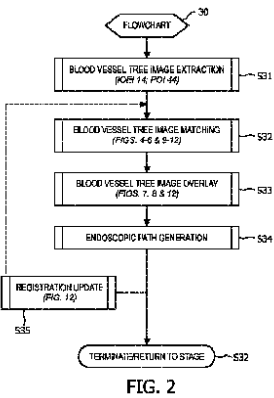 30
FLOWCHART
BLOOD VESSEL TREE IMAGE EXTRACTION
(IOEI 14; POI 44)
S31
BLOOD VESSEL TREE IMAGE MATCHING
(FIGS. 4-6 & 9-12)
S32
BLOOD VESSEL TREE IMAGE OVERLAY
(FIGS. 7, 8 & 12)
S33
ENDOSCOPIC PATH GENERATION
S34
REGISTRATION UPDATE
(FIG. 12)
S35
TERMINATE/RETURN TO STAGE
S32
FIG. 2